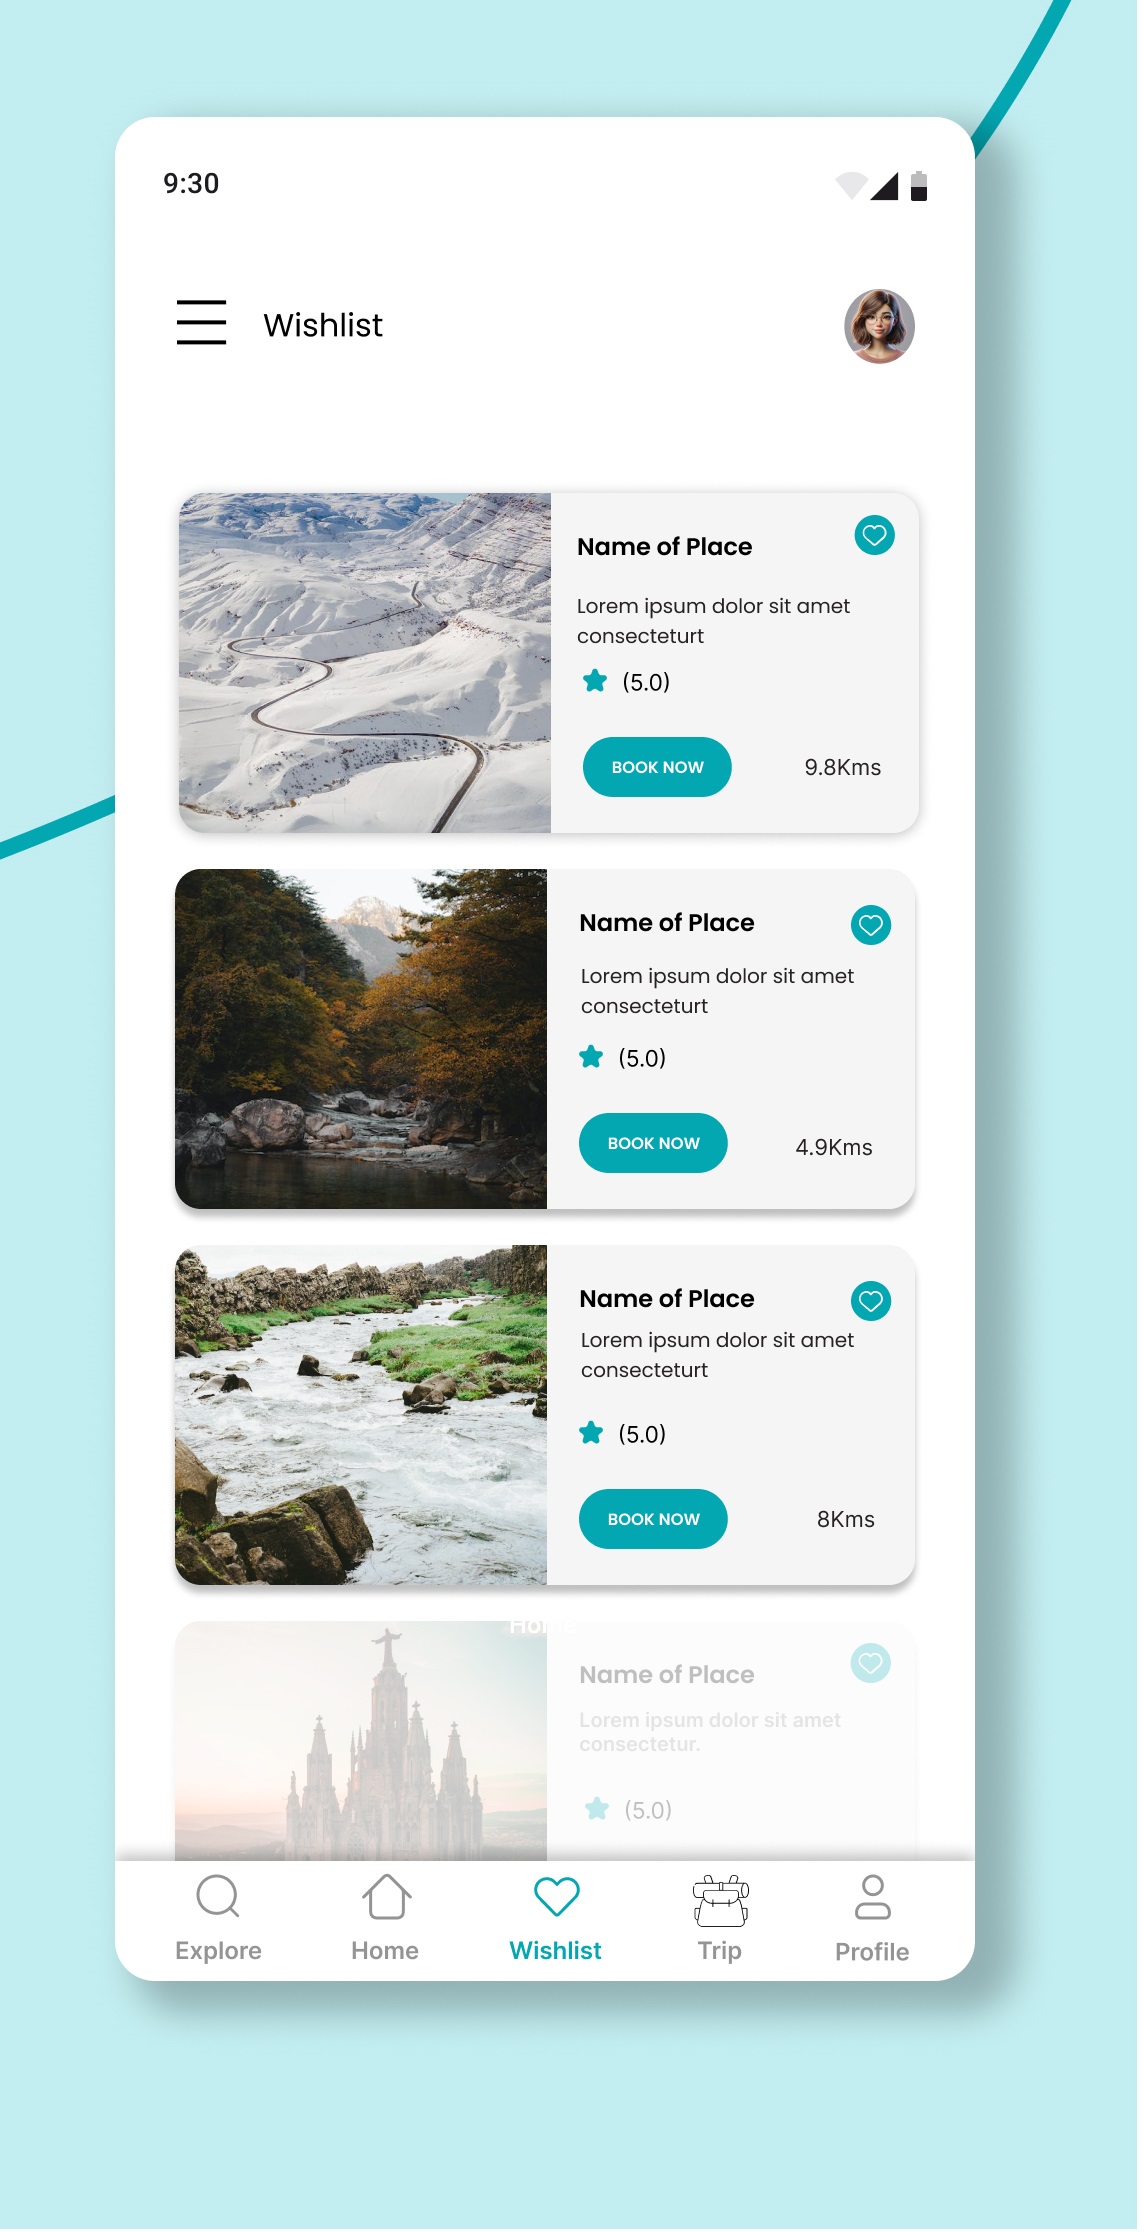 9:30
Wishlist
Name of Place
Lorem ipsum dolor sit amet
consecteturt
(5.0)
BOOK NOW
9.8Kms
Name of Place
Lorem ipsum dolor sit amet
consecteturt
(5.0)
BOOK NOW
4.9Kms
Name of Place
Lorem ipsum dolor sit amet
consecteturt
(5.0)
BOOK NOW
8Kms
Home
Name of Place
Lorem ipsum dolor sit amet
consectetur.
(5.0)
Explore
Home
Wishlist
Trip
Profile